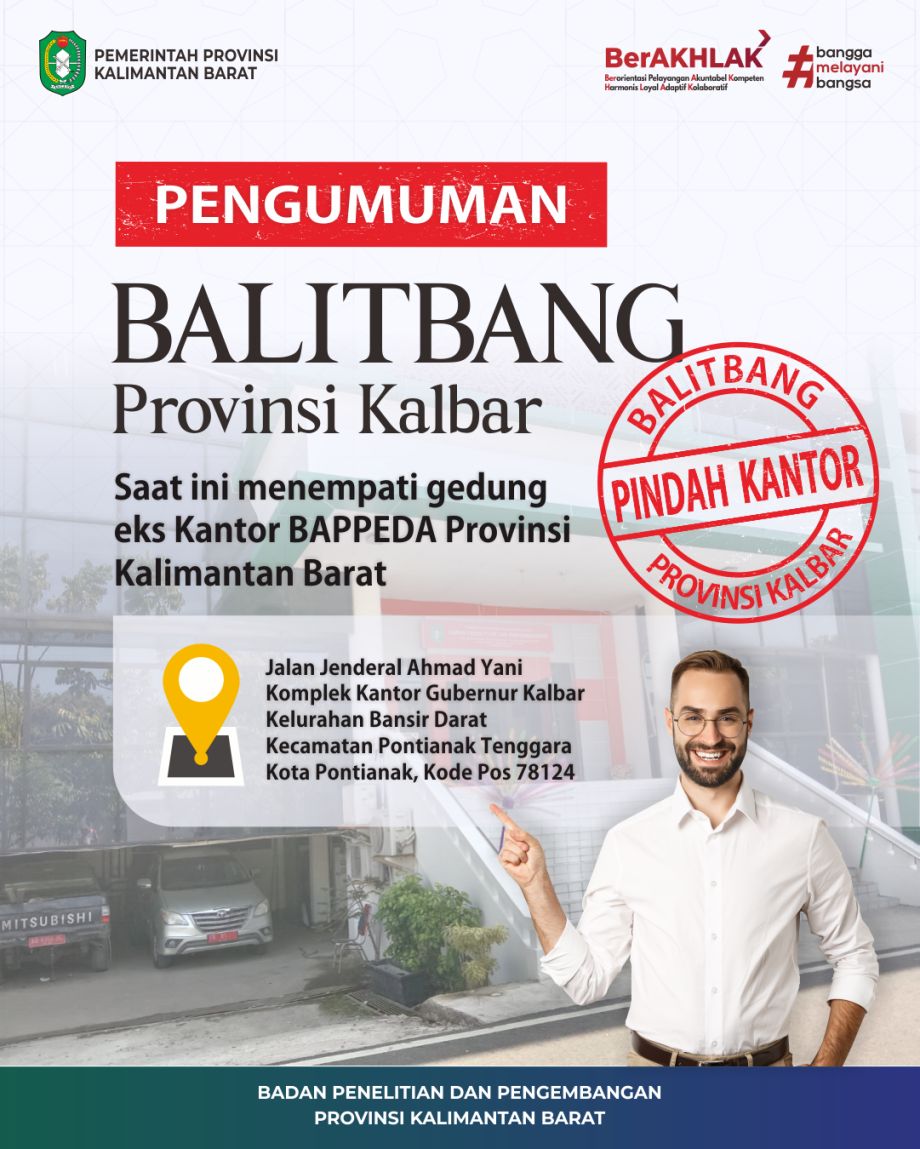 PEMERINTAH PROVINSI
KALIMANTAN BARAT
BerAKHLAK
Berorientasi Pelayanan Akuntabel Kompeten
Harmonis Loyal Adaptif Kolaboratif
#bangga
melayani
bangsa
PENGUMUMAN
BALITBANG
Provinsi Kalbar
BALITBANG
PINDAH KANTOR
PROVINSI KALBAR
Saat ini menempati gedung
eks Kantor BAPPEDA Provinsi
Kalimantan Barat
Jalan Jenderal Ahmad Yani
Komplek Kantor Gubernur Kalbar
Kelurahan Bansir Darat
Kecamatan Pontianak Tenggara
Kota Pontianak, Kode Pos 78124
MITSUBISHI
BADAN PENELITIAN DAN PENGEMBANGAN
PROVINSI KALIMANTAN BARAT